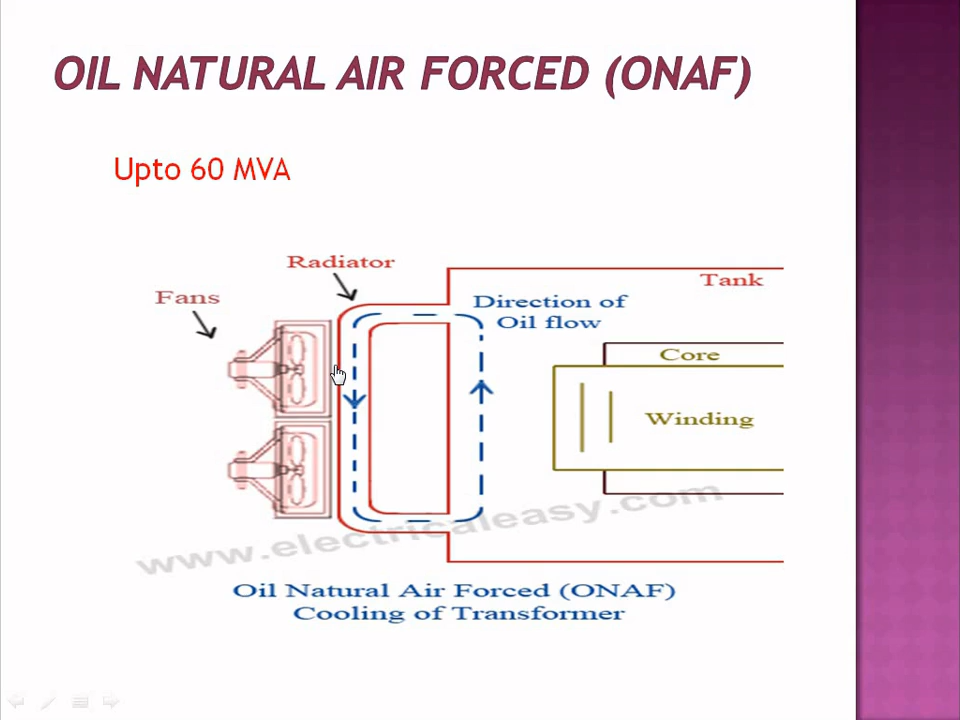 OIL NATURAL AIR FORCED (ONAF)
Upto 60 MVA
Radiator
Tank
Fans
Direction of
Oil flow
Core
Winding
www.electricaleasy.com
Oil Natural Air Forced (ONAF)
Cooling of Transformer